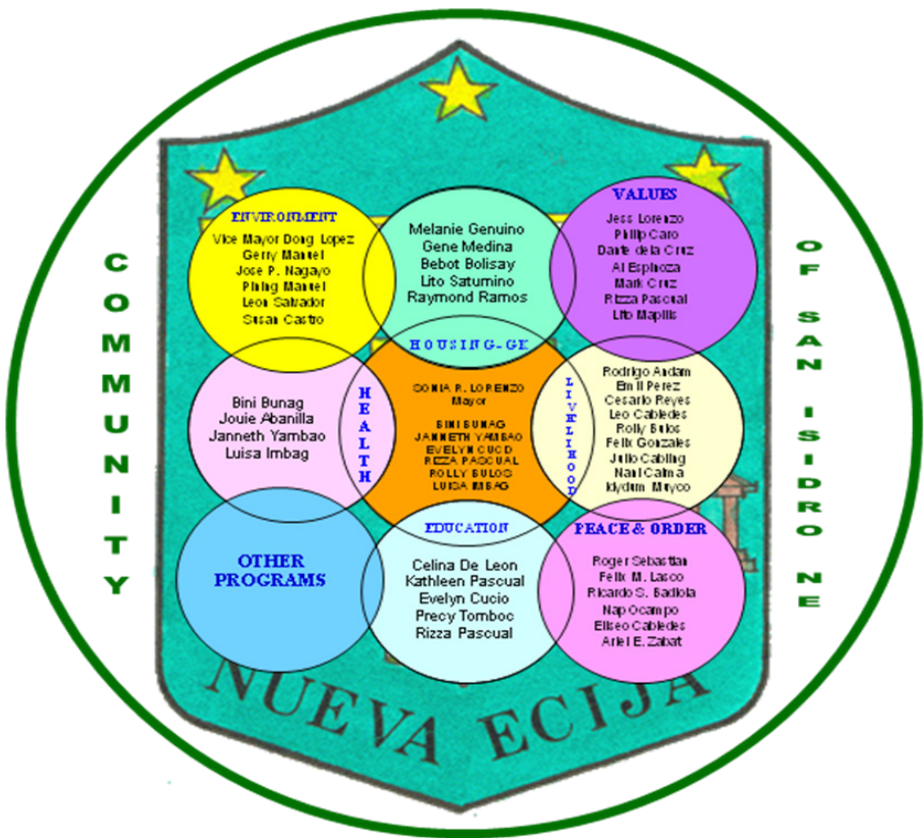 COMMUNITY
OF SAN ISIDRO NE
ENVIRONMENT
Vice Mayor Dong Lopez
Gerry Manuel
Jose P. Nagayo
Pining Manuel
Leon Salvador
Susan Castro
Melanie Genuino
Gene Medina
Bebot Bolisay
Lito Saturnino
Raymond Ramos
HOUSING-GK
VALUES
Jess Lorenzo
Philip Caro
Dante dela Cruz
Al Espinoza
Mark Cruz
Rizza Pascual
Lito Mapilis
Bini Bunag
Jouie Abanilla
Janneth Yambao
Luisa Imbag
HEALTH
SONIA R. LORENZO
Mayor
BINI BUNAG
JANNETH YAMBAO
EVELYN CUCIO
RIZZA PASCUAL
ROLLY BULOS
LUISA IMBAG
LIVELIHOOD
Rodrigo Andam
Emil Perez
Cesario Reyes
Leo Cabledes
Rolly Bulos
Felix Gonzales
Julio Cabling
Nani Calma
Muyco
OTHER
PROGRAMS
EDUCATION
Celina De Leon
Kathleen Pascual
Evelyn Cucio
Precy Tomboc
Rizza Pascual
PEACE & ORDER
Roger Sebastian
Felix M. Lasco
Ricardo S. Badiola
Nap Ocampo
Eliseo Cabledes
Ariel E. Zabat
NUEVA ECIJA